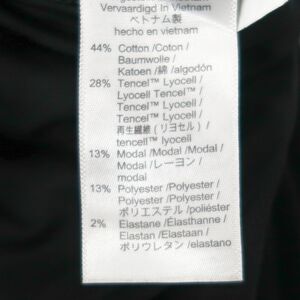 Vervaardigd In Vietnam
ベトナム製
hecho en vietnam
44% Cotton /Coton /
Baumwolle /
Katoen /綿 /algodón
28% Tencel™ Lyocell /
Lyocell Tencel™ /
Tencel™ Lyocell /
Tencel™ Lyocell /
再生繊維 (リヨセル) /
tencell™ lyocell
13% Modal /Modal /Modal /
Modal /レーヨン /
modal
13% Polyester /Polyester /
Polyester /Polyester /
ポリエステル /poliéster
2% Elastane /Élasthanne /
Elastan /Elastaan /
ポリウレタン /elastano